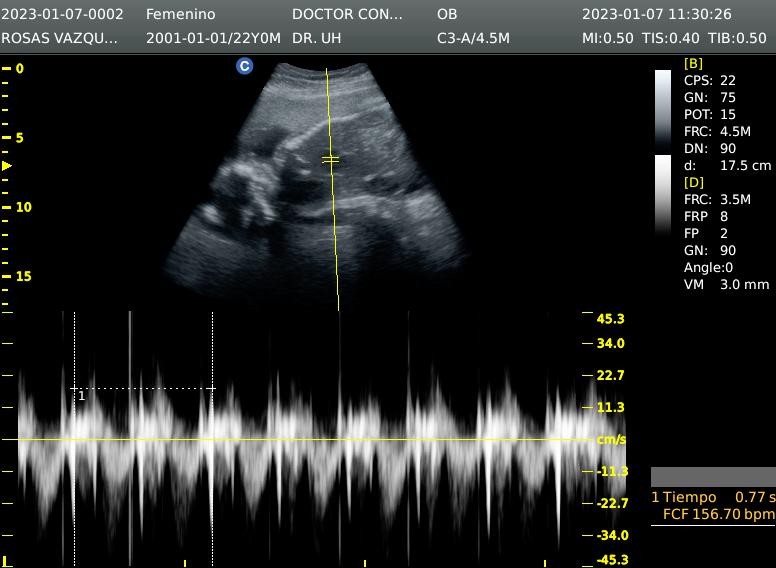 2023-01-07-0002 Femenino DOCTOR CON... OB 2023-01-07 11:30:26
ROSAS VAZQU... 2001-01-01/22Y0M DR. UH C3-A/4.5M MI:0.50 TIS:0.40 TIB:0.50
C
0
5
10
15
[B]
CPS: 22
GN: 75
POT: 15
FRC: 4.5M
DN: 90
d: 17.5 cm
[D]
FRC: 3.5M
FRP 8
FP 2
GN: 90
Angle:0
VM 3.0 mm
45.3
34.0
22.7
11.3
cm/s
-11.3
-22.7
-34.0
-45.3
1
1 Tiempo 0.77 s
FCF 156.70 bpm